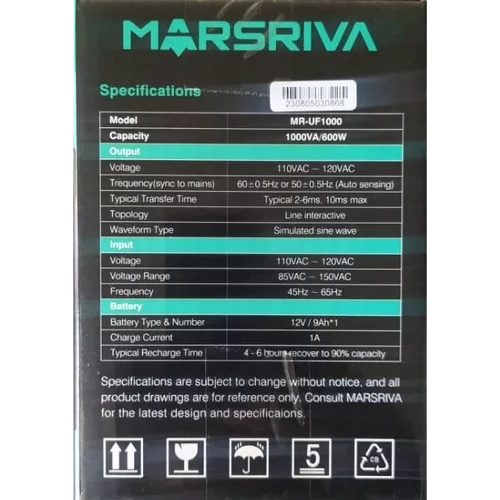 MARSRIVA
Specifications
230805030868
Model MR-UF1000
Capacity 1000VA/600W
Output
Voltage 110VAC ~ 120VAC
Trequency(sync to mains) 60±0.5Hz or 50±0.5Hz (Auto sensing)
Typical Transfer Time Typical 2-6ms, 10ms max
Topology Line interactive
Waveform Type Simulated sine wave
Input
Voltage 110VAC ~ 120VAC
Voltage Range 85VAC ~ 150VAC
Frequency 45Hz ~ 65Hz
Battery
Battery Type & Number 12V / 9Ah*1
Charge Current 1A
Typical Recharge Time 4 - 6 hours recover to 90% capacity
Specifications are subject to change without notice, and all
product drawings are for reference only. Consult MARSRIVA
for the latest design and specificaions.
5
CB